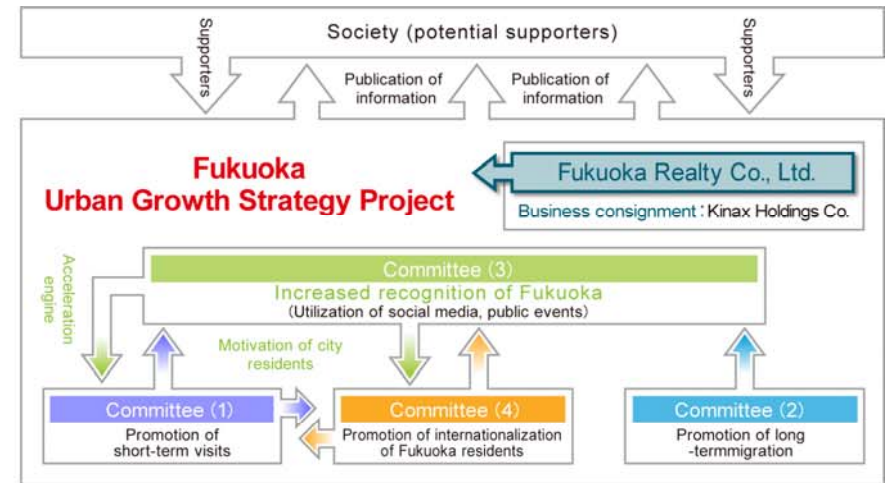 Society (potential supporters)
Supporters
Publication of
information
Publication of
information
Supporters
Fukuoka
Urban Growth Strategy Project
Fukuoka Realty Co., Ltd.
Business consignment : Kinax Holdings Co.
Acceleration
engine
Committee (3)
Increased recognition of Fukuoka
(Utilization of social media, public events)
Motivation of city
residents
Committee (1)
Promotion of
short-term visits
Committee (4)
Promotion of internationalization
of Fukuoka residents
Committee (2)
Promotion of long
-termmigration